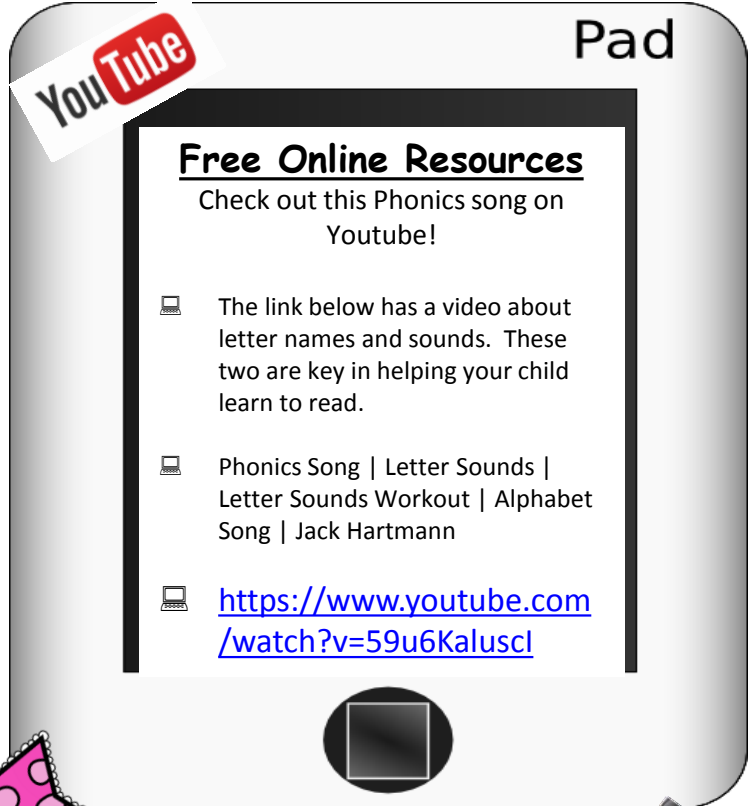 YouTube
Pad
Free Online Resources
Check out this Phonics song on
Youtube!
The link below has a video about
letter names and sounds.  These
two are key in helping your child
learn to read.
Phonics Song | Letter Sounds |
Letter Sounds Workout | Alphabet
Song | Jack Hartmann
https://www.youtube.com
/watch?v=59u6KaluscI